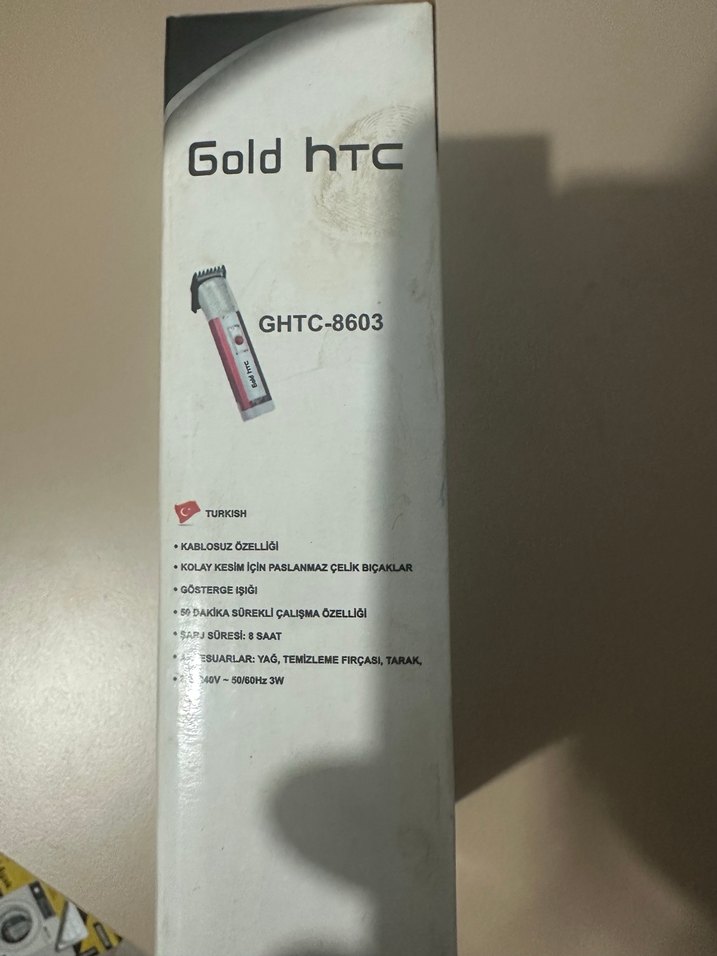 Gold hTC
GHTC-8603
Gold hTC
TURKISH
• KABLOSUZ ÖZELLİĞİ
• KOLAY KESİM İÇİN PASLANMAZ ÇELİK BIÇAKLAR
• GÖSTERGE IŞIĞI
• 50 DAKİKA SÜREKLİ ÇALIŞMA ÖZELLİĞİ
• ŞARJ SÜRESİ: 8 SAAT
• YAĞ, TEMİZLEME FIRÇASI, TARAK,
• 240V ~ 50/60Hz 3W